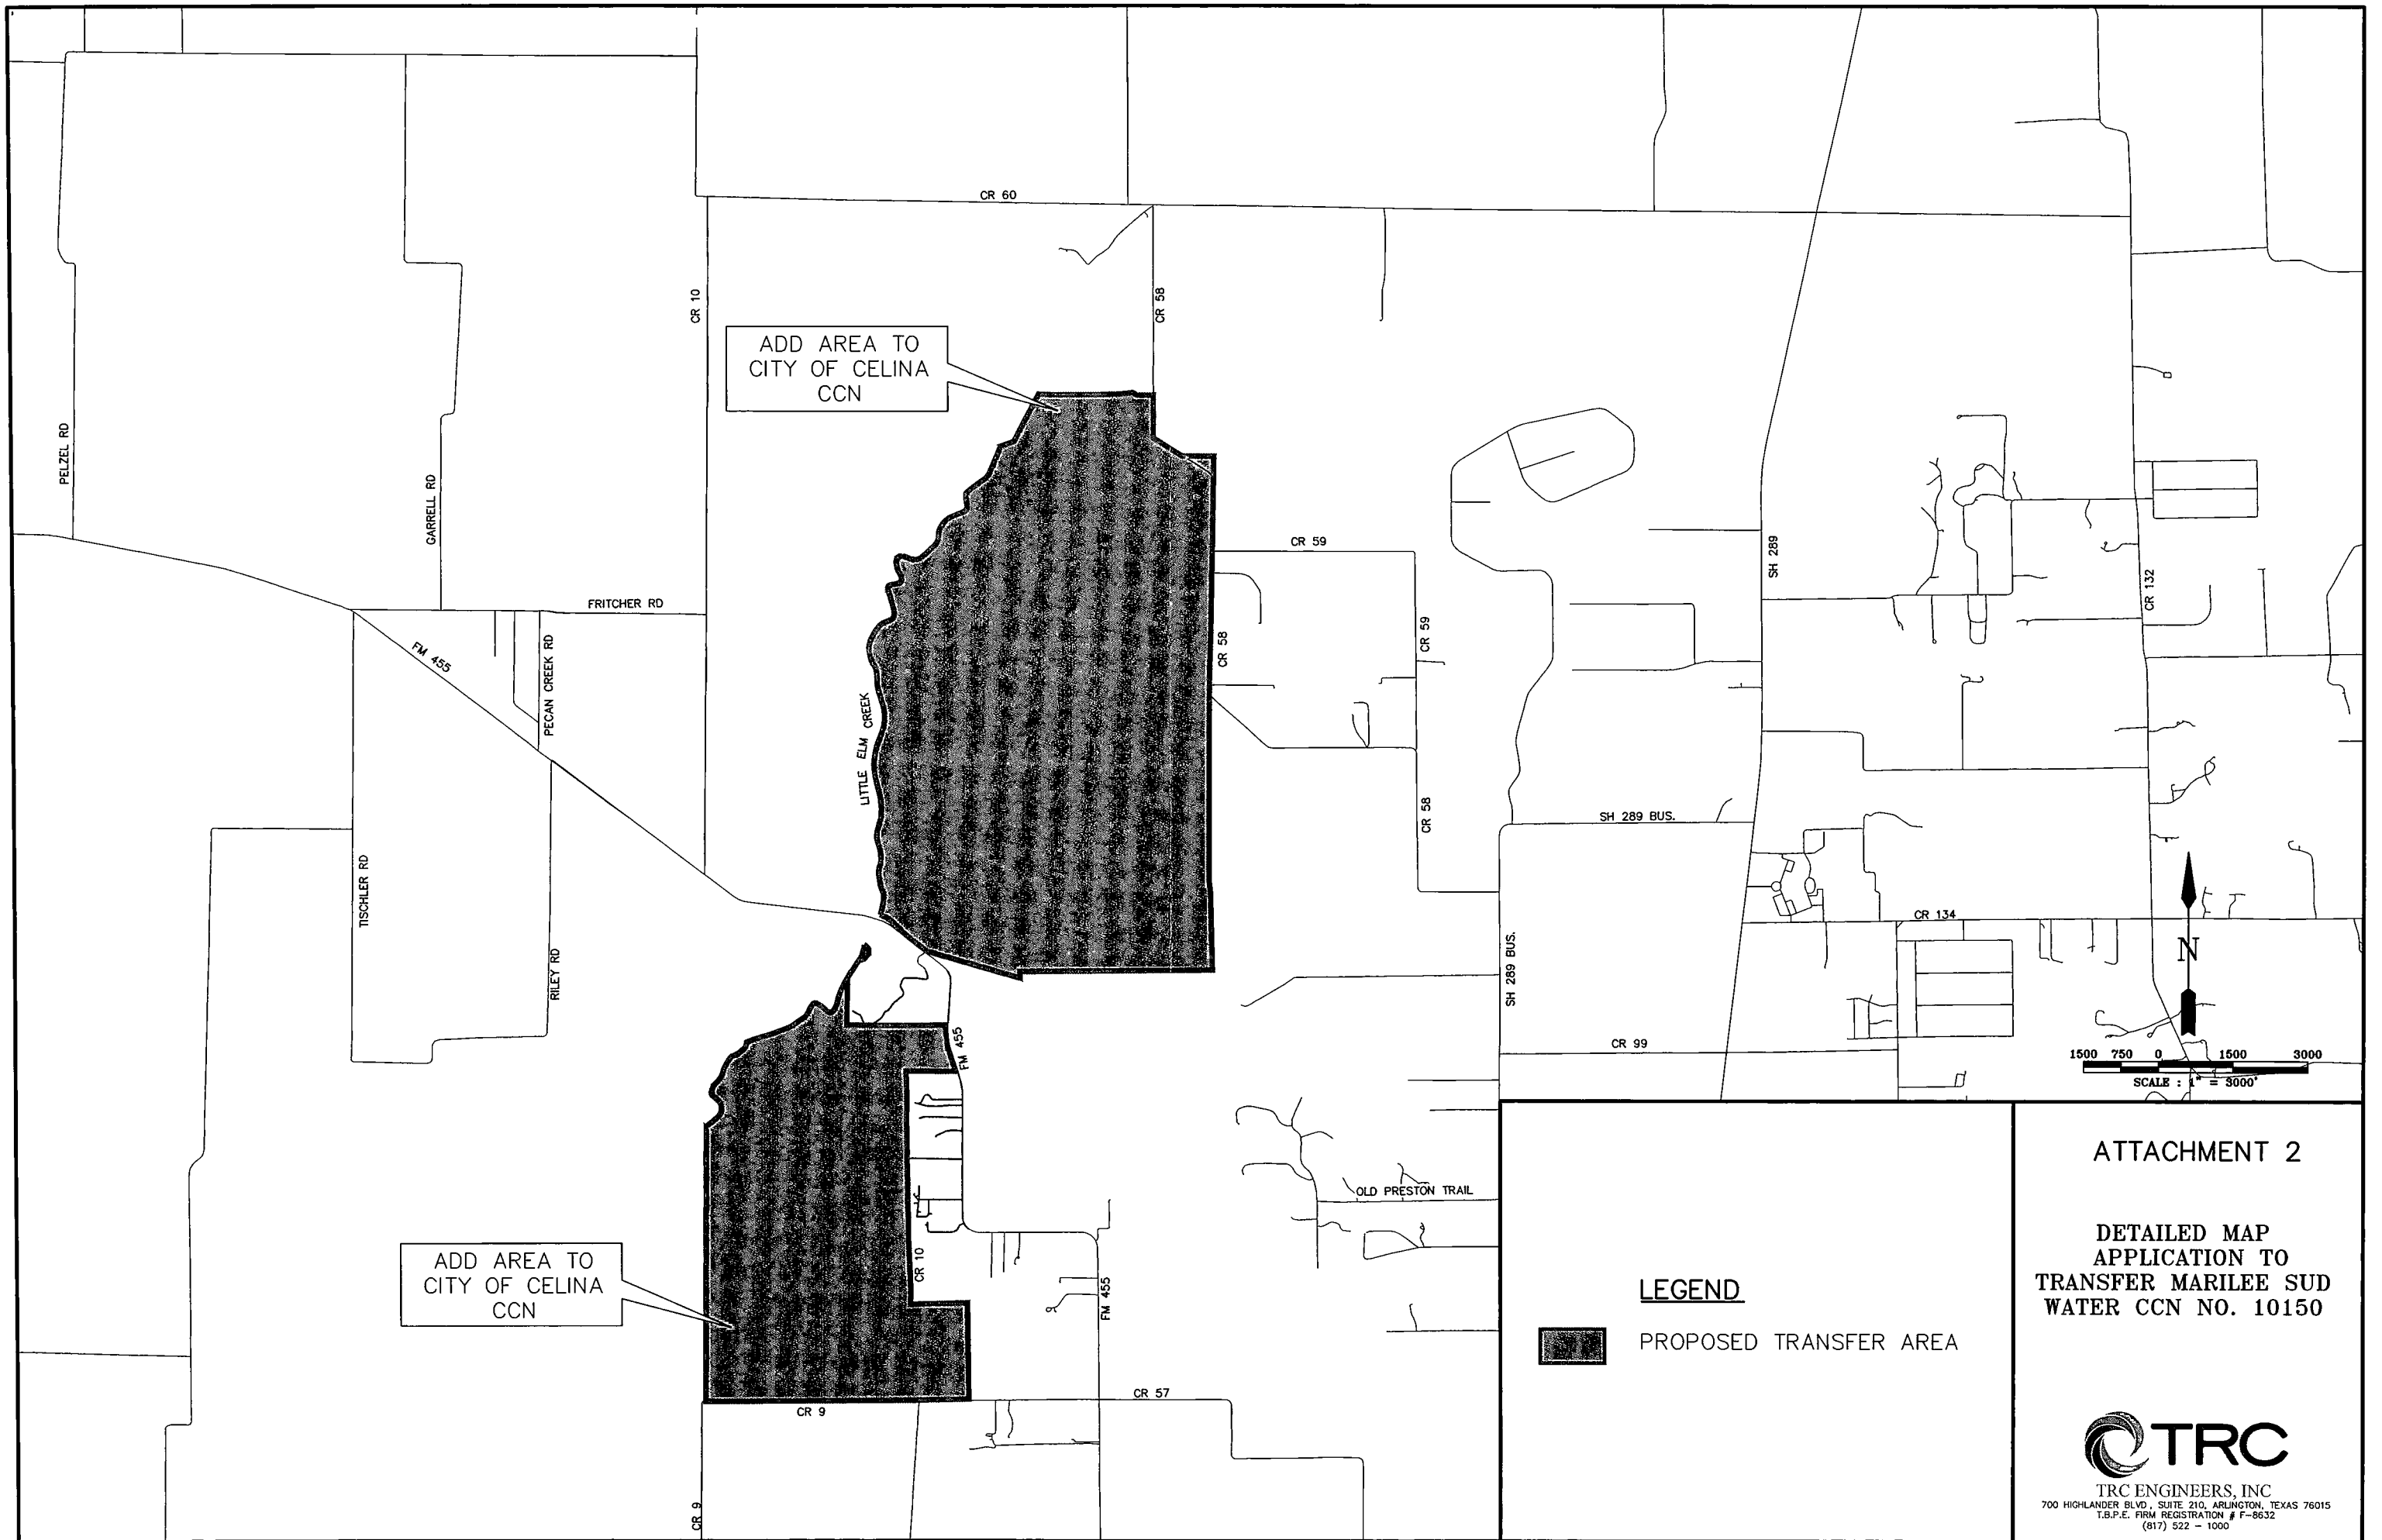 CR 60
CR 10
CR 58
ADD AREA TO
CITY OF CELINA
CCN
PELZEL RD
GARRELL RD
CR 59
SH 289
CR 132
FRITCHER RD
FM 455
PECAN CREEK RD
CR 58
CR 59
LITTLE ELM CREEK
CR 58
SH 289 BUS.
TISCHLER RD
RILEY RD
CR 134
SH 289 BUS.
N
FM 455
CR 99
1500 750 0 1500 3000
SCALE : 1" = 3000'
OLD PRESTON TRAIL
ADD AREA TO
CITY OF CELINA
CCN
CR 10
FM 455
CR 57
CR 9
CR 9
LEGEND
PROPOSED TRANSFER AREA
ATTACHMENT 2
DETAILED MAP
APPLICATION TO
TRANSFER MARILEE SUD
WATER CCN NO. 10150
TRC
TRC ENGINEERS, INC
700 HIGHLANDER BLVD, SUITE 210, ARLINGTON, TEXAS 76015
T.B.P.E. FIRM REGISTRATION # F-8632
(817) 522 - 1000